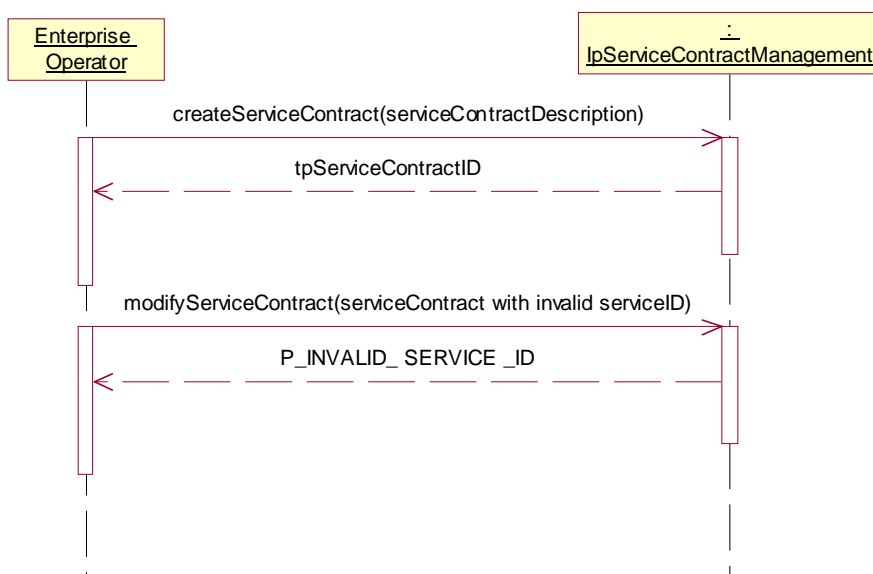 Enterprise
Operator
:
IpServiceContractManagement
createServiceContract(serviceContractDescription)
tpServiceContractID
modifyServiceContract(serviceContract with invalid serviceID)
P_INVALID_ SERVICE _ID